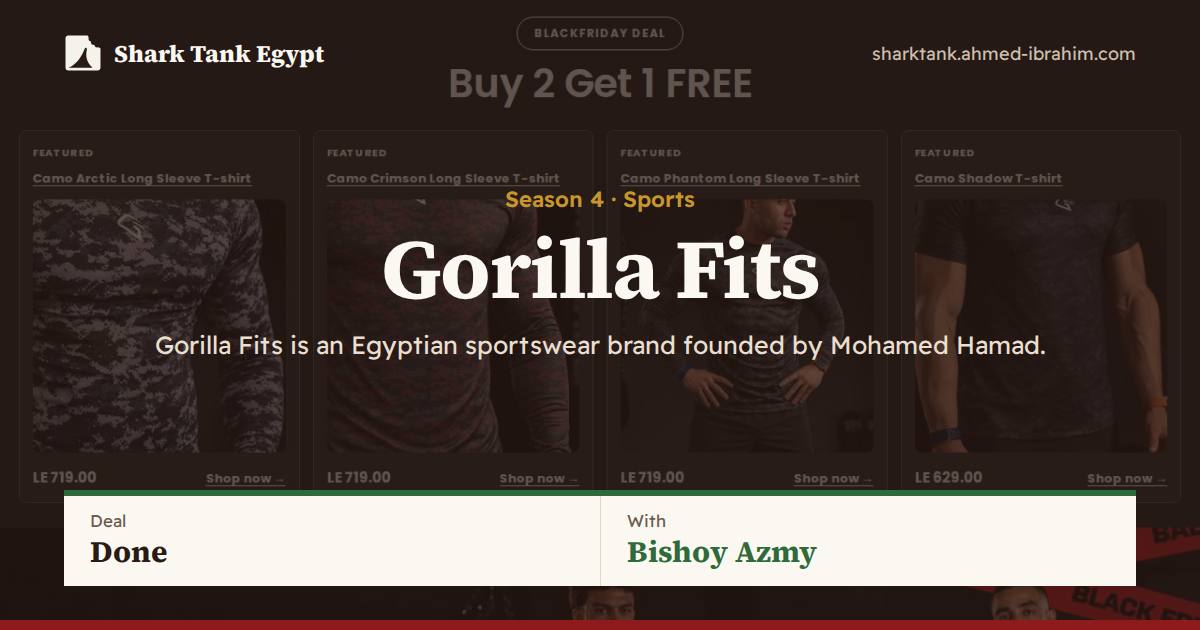 BLACKFRIDAY DEAL
Shark Tank Egypt
sharktank.ahmed-ibrahim.com
Buy 2 Get 1 FREE
FEATURED
Camo Arctic Long Sleeve T-shirt
FEATURED
Camo Crimson Long Sleeve T-shirt
FEATURED
Camo Phantom Long Sleeve T-shirt
FEATURED
Camo Shadow T-shirt
Season 4 · Sports
Gorilla Fits
Gorilla Fits is an Egyptian sportswear brand founded by Mohamed Hamad.
LE 719.00
Shop now →
LE 719.00
Shop now →
LE 719.00
Shop now →
LE 629.00
Shop now →
Deal
Done
With
Bishoy Azmy
BLACK